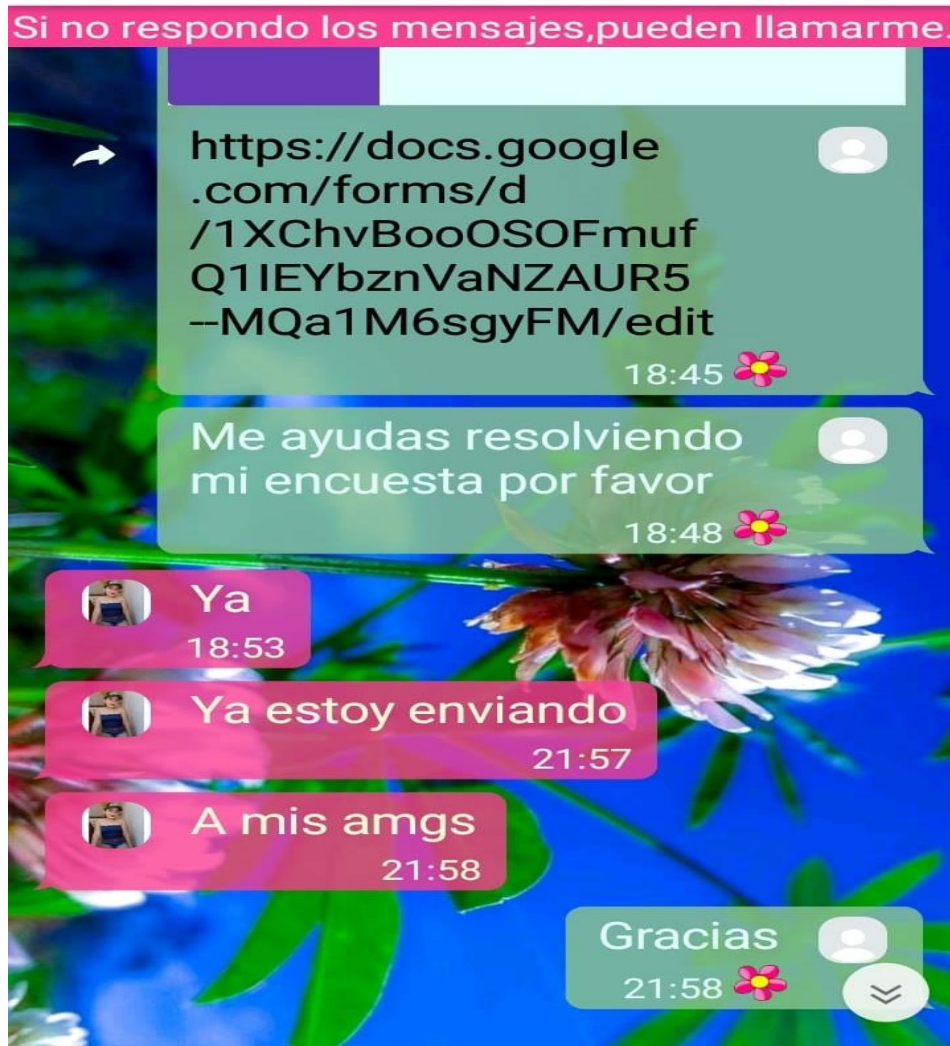 Si no respondo los mensajes,pueden llamarme.
https://docs.google
.com/forms/d
/1XChvBooOSOFmuf
Q1IEYbznVaNZAUR5
--MQa1M6sgyFM/edit
18:45
Me ayudas resolviendo
mi encuesta por favor
18:48
Ya
18:53
Ya estoy enviando
21:57
A mis amgs
21:58
Gracias
21:58